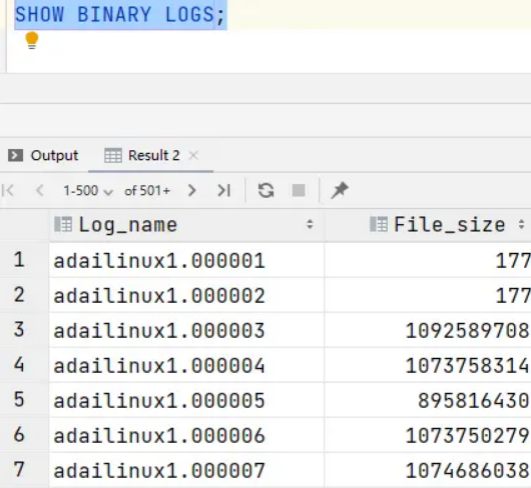 SHOW BINARY LOGS;
Output Result 2
1-500 of 501+
Log_name File_size
1 adailinux1.000001 177
2 adailinux1.000002 177
3 adailinux1.000003 1092589708
4 adailinux1.000004 1073758314
5 adailinux1.000005 895816430
6 adailinux1.000006 1073750279
7 adailinux1.000007 1074686038